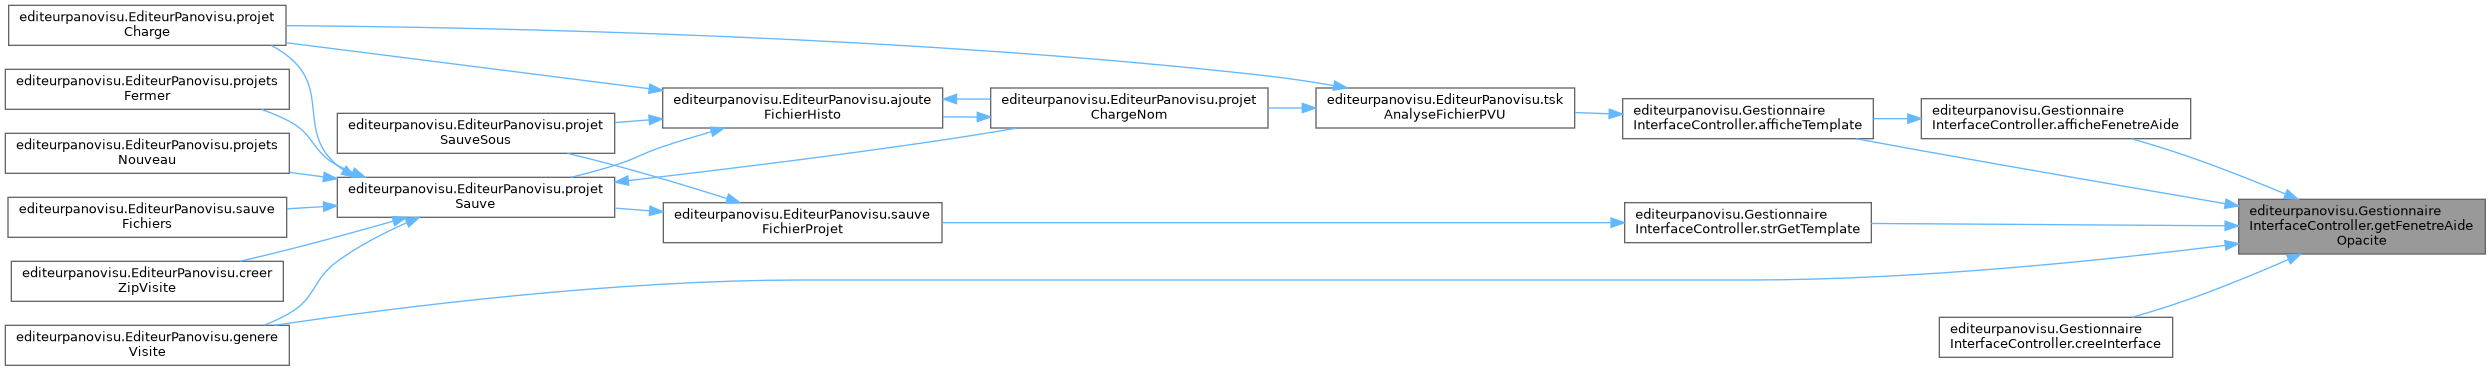 editeurpanovisu.EditeurPanovisu.projet
Charge
editeurpanovisu.EditeurPanovisu.projets
Fermer
editeurpanovisu.EditeurPanovisu.projets
Nouveau
editeurpanovisu.EditeurPanovisu.sauve
Fichiers
editeurpanovisu.EditeurPanovisu.creer
ZipVisite
editeurpanovisu.EditeurPanovisu.genere
Visite
editeurpanovisu.EditeurPanovisu.projet
SauveSous
editeurpanovisu.EditeurPanovisu.projet
Sauve
editeurpanovisu.EditeurPanovisu.ajoute
FichierHisto
editeurpanovisu.EditeurPanovisu.sauve
FichierProjet
editeurpanovisu.EditeurPanovisu.projet
ChargeNom
editeurpanovisu.EditeurPanovisu.tsk
AnalyseFichierPVU
editeurpanovisu.Gestionnaire
InterfaceController.afficheTemplate
editeurpanovisu.Gestionnaire
InterfaceController.strGetTemplate
editeurpanovisu.Gestionnaire
InterfaceController.afficheFenetreAide
editeurpanovisu.Gestionnaire
InterfaceController.creeInterface
editeurpanovisu.Gestionnaire
InterfaceController.getFenetreAide
Opacite